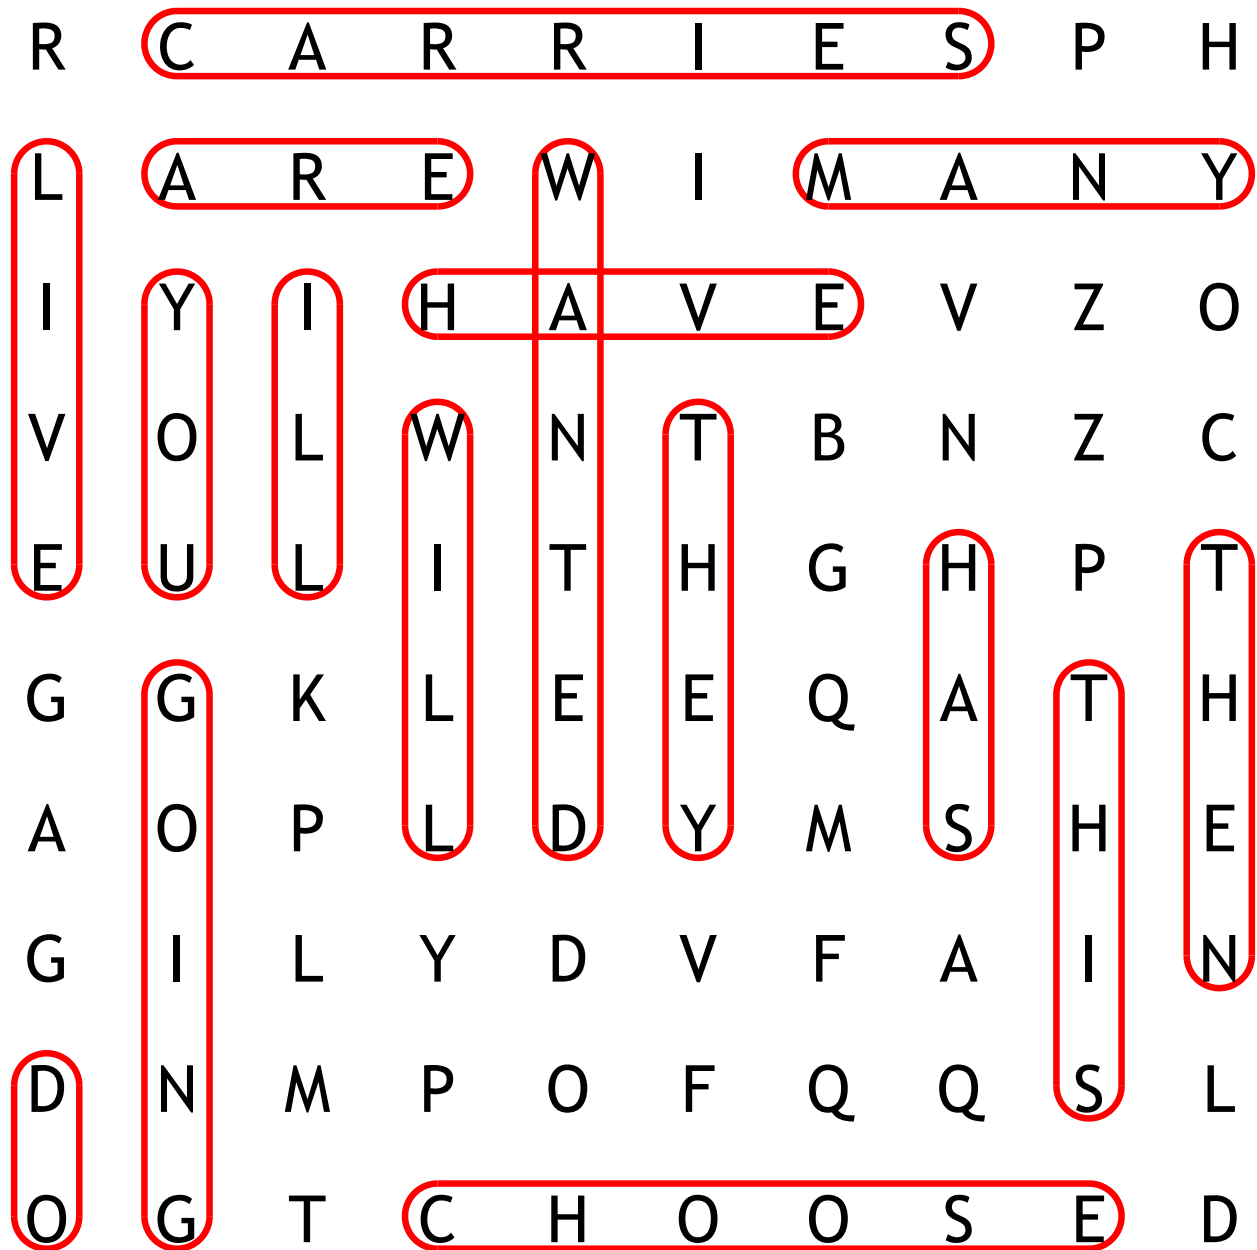 R C A R R I E S P H
L A R E W I M A N Y
I Y I H A V E V Z O
V O L W N T B N Z C
E U L I T H G H P T
G G K L E E Q A T H
A O P L D Y M S H E
G I L Y D V F A I N
D N M P O F Q Q S L
O G T C H O O S E D